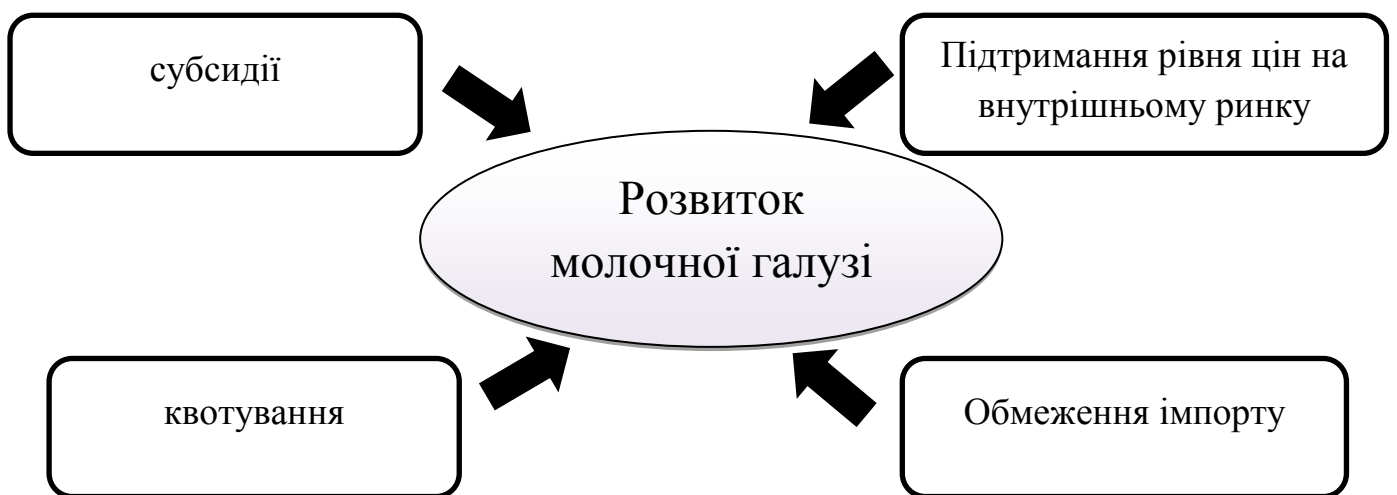 субсидії
Підтримання рівня цін на
внутрішньому ринку
Розвиток
молочної галузі
квотування
Обмеження імпорту